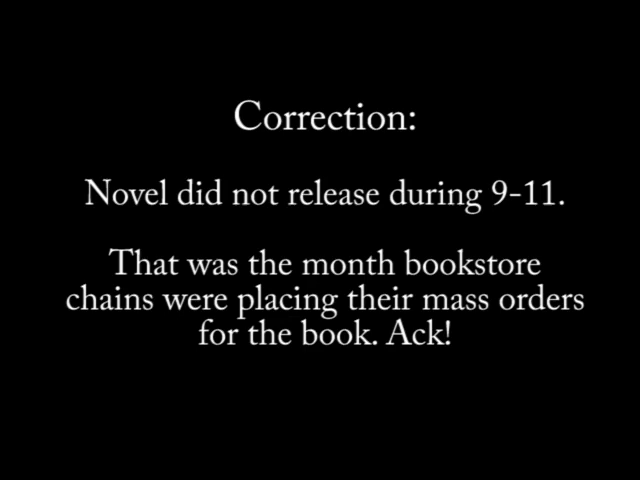 Correction:
Novel did not release during 9-11.
That was the month bookstore
chains were placing their mass orders
for the book. Ack!